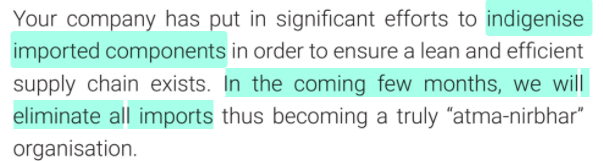 Your company has put in significant efforts to indigenise
imported components in order to ensure a lean and efficient
supply chain exists. In the coming few months, we will
eliminate all imports thus becoming a truly “atma-nirbhar”
organisation.